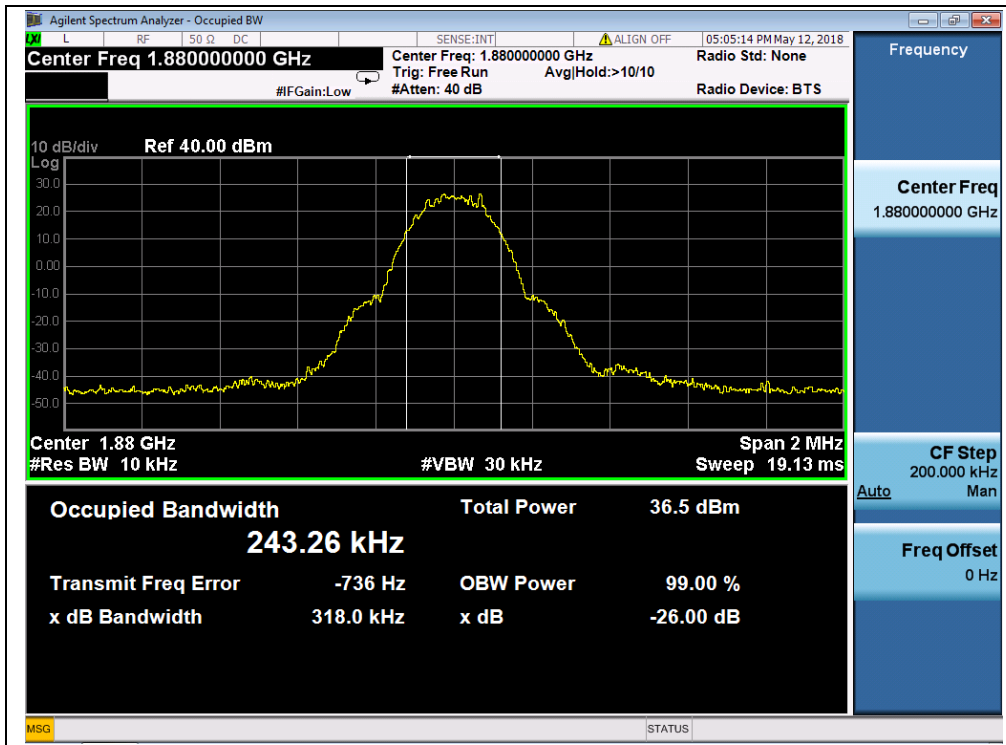 Agilent Spectrum Analyzer - Occupied BW
LXI L RF 50 Ω DC SENSE:INT ALIGN OFF 05:05:14 PM May 12, 2018
Center Freq 1.880000000 GHz
Center Freq: 1.880000000 GHz
Radio Std: None
Trig: Free Run Avg|Hold:>10/10
#IFGain:Low
#Atten: 40 dB
Radio Device: BTS
10 dB/div Ref 40.00 dBm
Log
30.0
20.0
10.0
0.00
-10.0
-20.0
-30.0
-40.0
-50.0
Center 1.88 GHz Span 2 MHz
#Res BW 10 kHz #VBW 30 kHz Sweep 19.13 ms
Occupied Bandwidth
243.26 kHz
Total Power 36.5 dBm
Transmit Freq Error -736 Hz OBW Power 99.00 %
x dB Bandwidth 318.0 kHz x dB -26.00 dB
Frequency
Center Freq
1.880000000 GHz
CF Step
200.000 kHz
Auto Man
Freq Offset
0 Hz
MSG STATUS